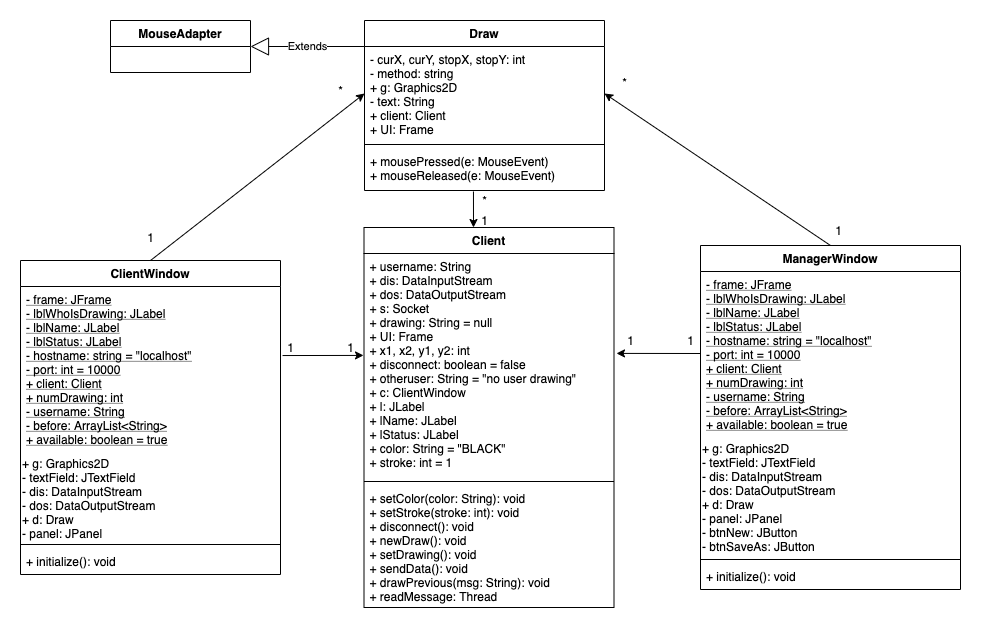 MouseAdapter
Extends
Draw
- curX, curY, stopX, stopY: int
- method: string
+ g: Graphics2D
- text: String
+ client: Client
+ UI: Frame
+ mousePressed(e: MouseEvent)
+ mouseReleased(e: MouseEvent)
*
*
1
1
*
1
ClientWindow
- frame: JFrame
- lblWhoIsDrawing: JLabel
- lblName: JLabel
- lblStatus: JLabel
- hostname: string = "localhost"
- port: int = 10000
+ client: Client
+ numDrawing: int
- username: String
- before: ArrayList<String>
+ available: boolean = true
+ g: Graphics2D
- textField: JTextField
- dis: DataInputStream
- dos: DataOutputStream
+ d: Draw
- panel: JPanel
+ initialize(): void
1
1
Client
+ username: String
+ dis: DataInputStream
+ dos: DataOutputStream
+ s: Socket
+ drawing: String = null
+ UI: Frame
+ x1, x2, y1, y2: int
+ disconnect: boolean = false
+ otheruser: String = "no user drawing"
+ c: ClientWindow
+ l: JLabel
+ lName: JLabel
+ lStatus: JLabel
+ color: String = "BLACK"
+ stroke: int = 1
+ setColor(color: String): void
+ setStroke(stroke: int): void
+ disconnect(): void
+ newDraw(): void
+ setDrawing(): void
+ sendData(): void
+ drawPrevious(msg: String): void
+ readMessage: Thread
1
1
ManagerWindow
- frame: JFrame
- lblWhoIsDrawing: JLabel
- lblName: JLabel
- lblStatus: JLabel
- hostname: string = "localhost"
- port: int = 10000
+ client: Client
+ numDrawing: int
- username: String
- before: ArrayList<String>
+ available: boolean = true
+ g: Graphics2D
- textField: JTextField
- dis: DataInputStream
- dos: DataOutputStream
+ d: Draw
- panel: JPanel
- btnNew: JButton
- btnSaveAs: JButton
+ initialize(): void